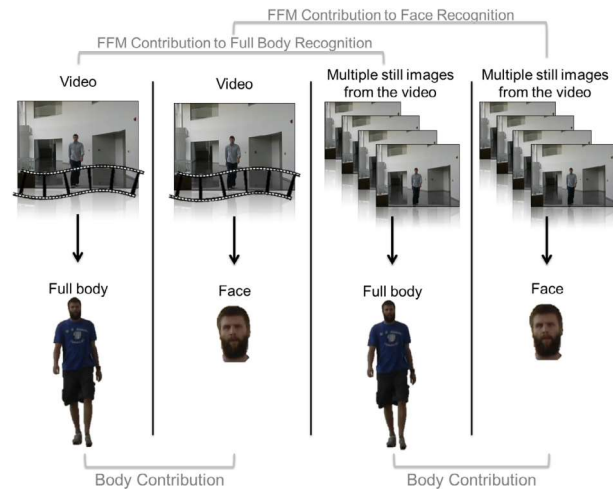 FFM Contribution to Face Recognition
FFM Contribution to Full Body Recognition
Video
Video
Multiple still images
from the video
Multiple still images
from the video
Full body
Face
Full body
Face
Body Contribution
Body Contribution